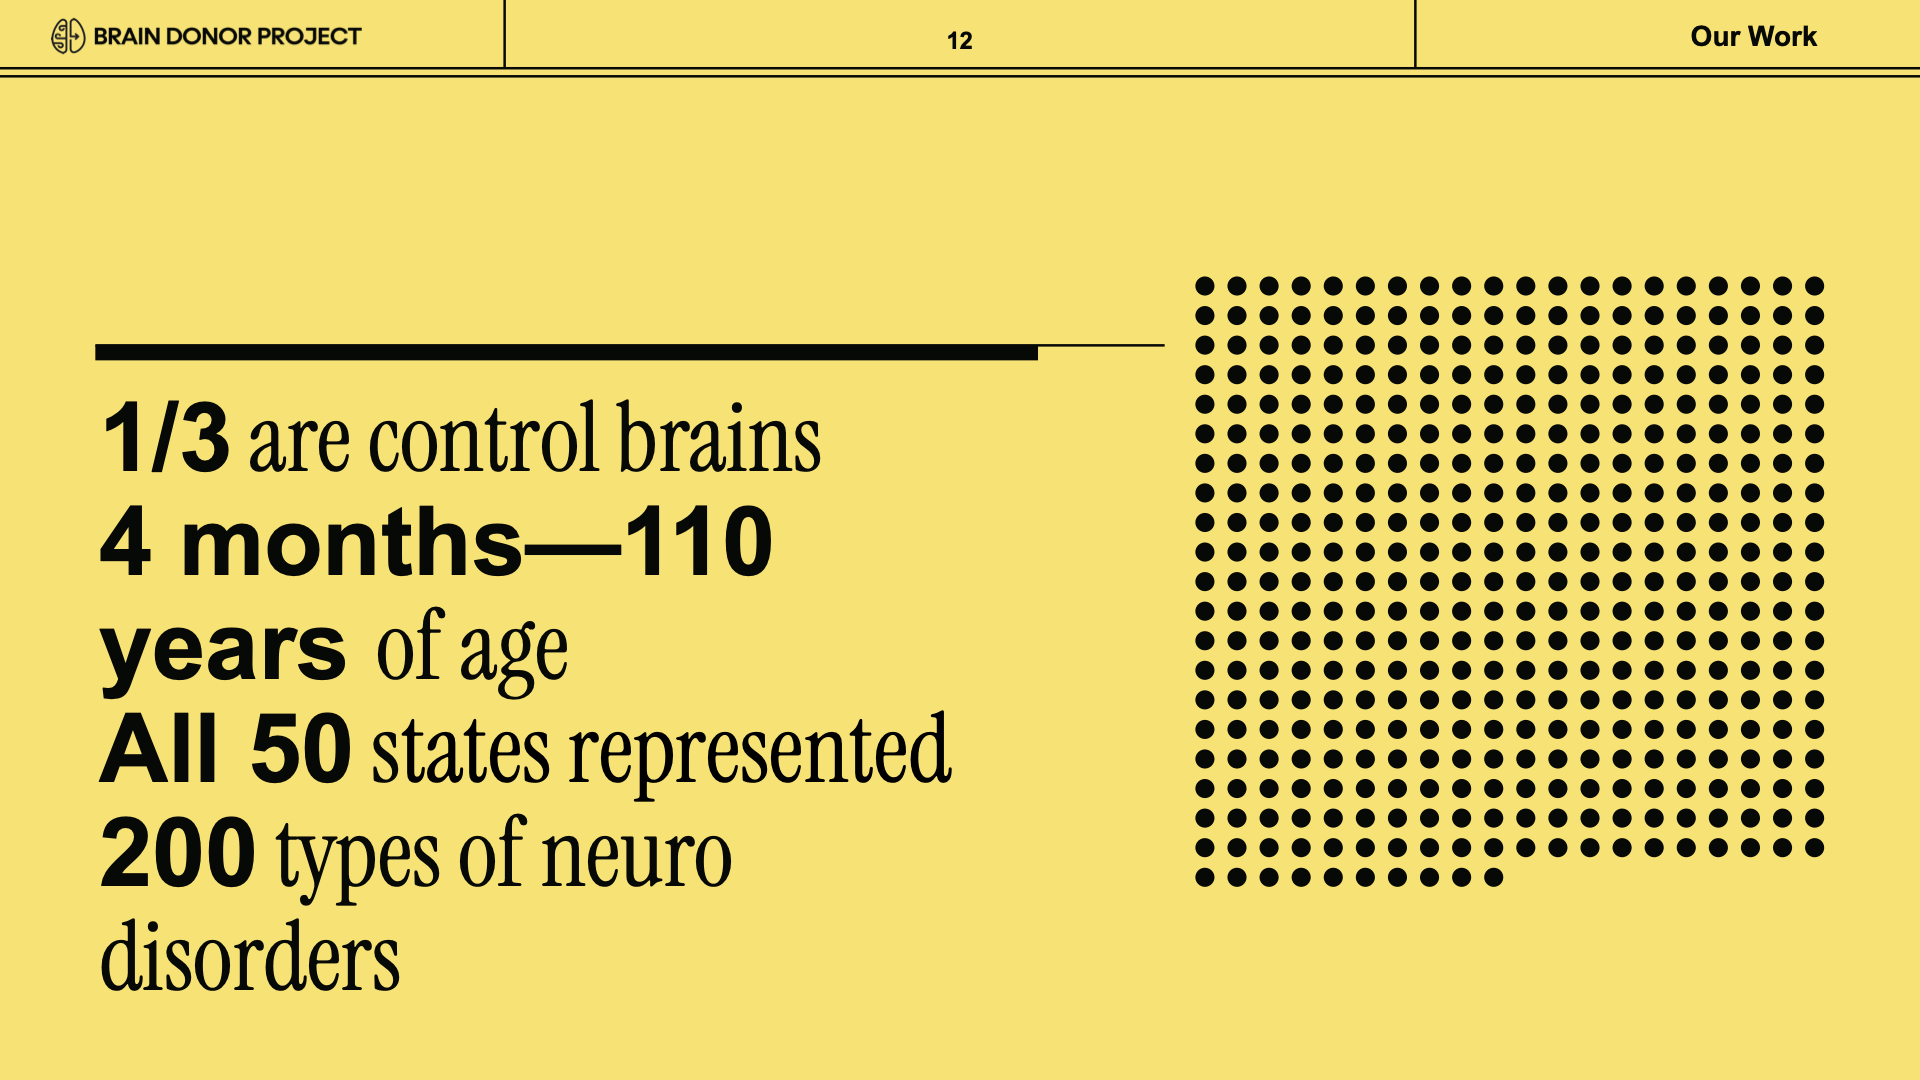 BRAIN DONOR PROJECT
12
Our Work
1/3 are control brains
4 months—110
years of age
All 50 states represented
200 types of neuro
disorders